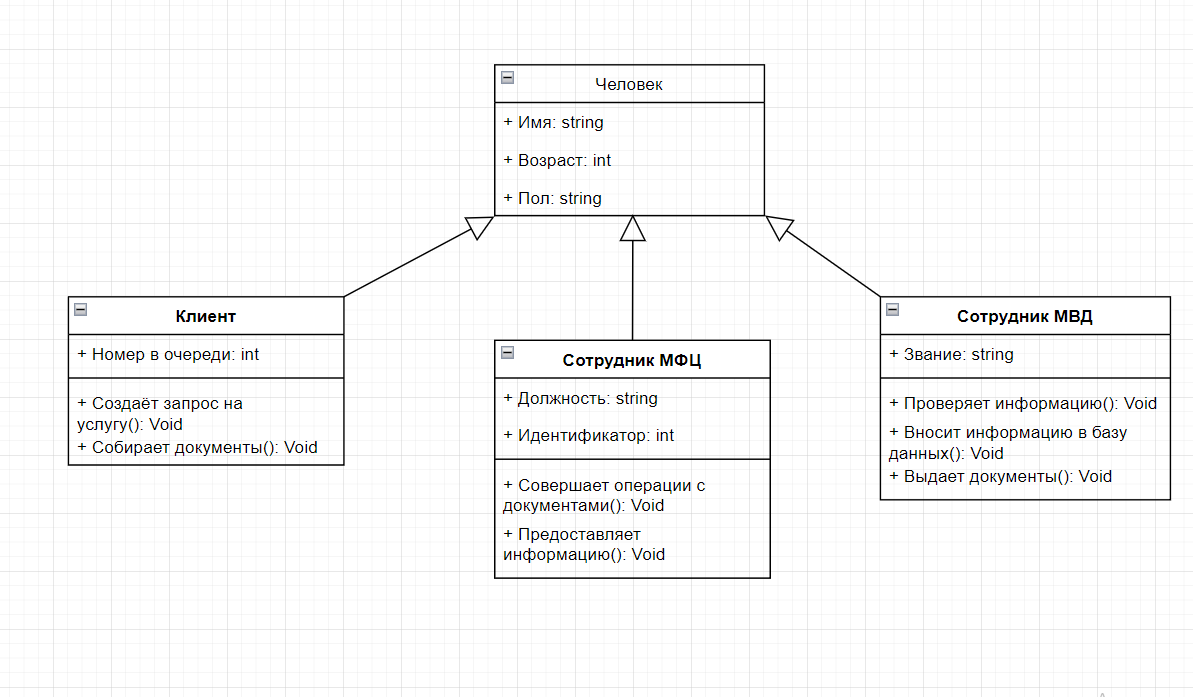 Человек
+ Имя: string
+ Возраст: int
+ Пол: string
Клиент
+ Номер в очереди: int
+ Создаёт запрос на
услугу(): Void
+ Собирает документы(): Void
Сотрудник МФЦ
+ Должность: string
+ Идентификатор: int
+ Совершает операции с
документами(): Void
+ Предоставляет
информацию(): Void
Сотрудник МВД
+ Звание: string
+ Проверяет информацию(): Void
+ Вносит информацию в базу
данных(): Void
+ Выдает документы(): Void